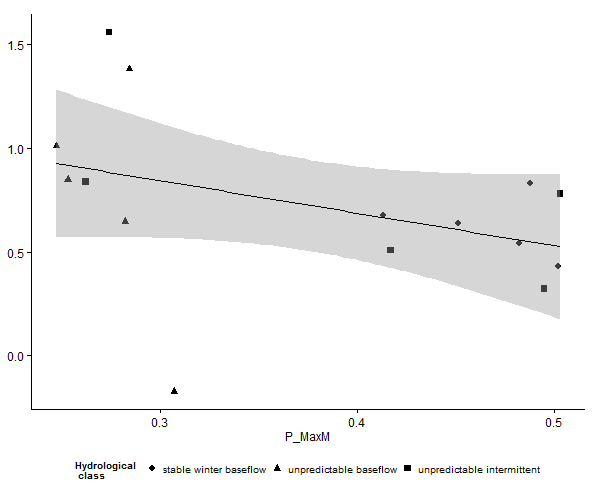 1.5
1.0
0.5
0.0
0.3 0.4 0.5
P_MaxM
Hydrological class stable winter baseflow unpredictable baseflow unpredictable intermittent